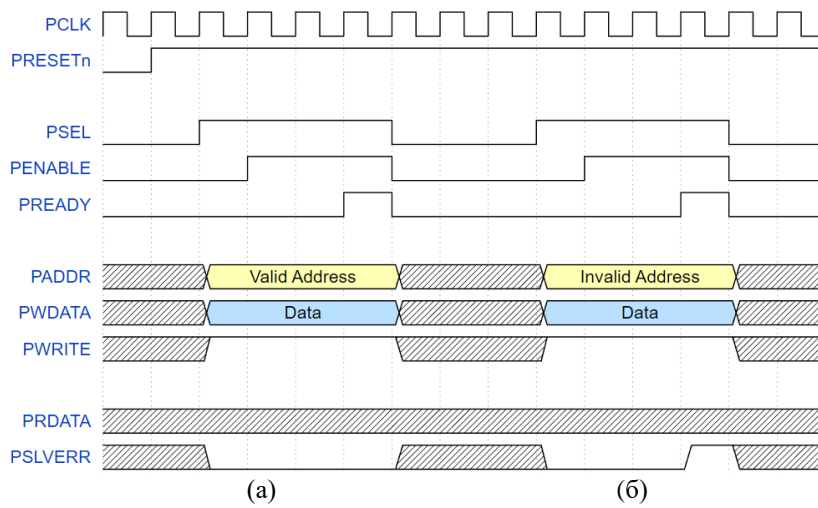 PCLK
PRESETn
PSEL
PENABLE
PREADY
PADDR Valid Address Invalid Address
PWDATA Data Data
PWRITE
PRDATA
PSLVERR
(а) (б)